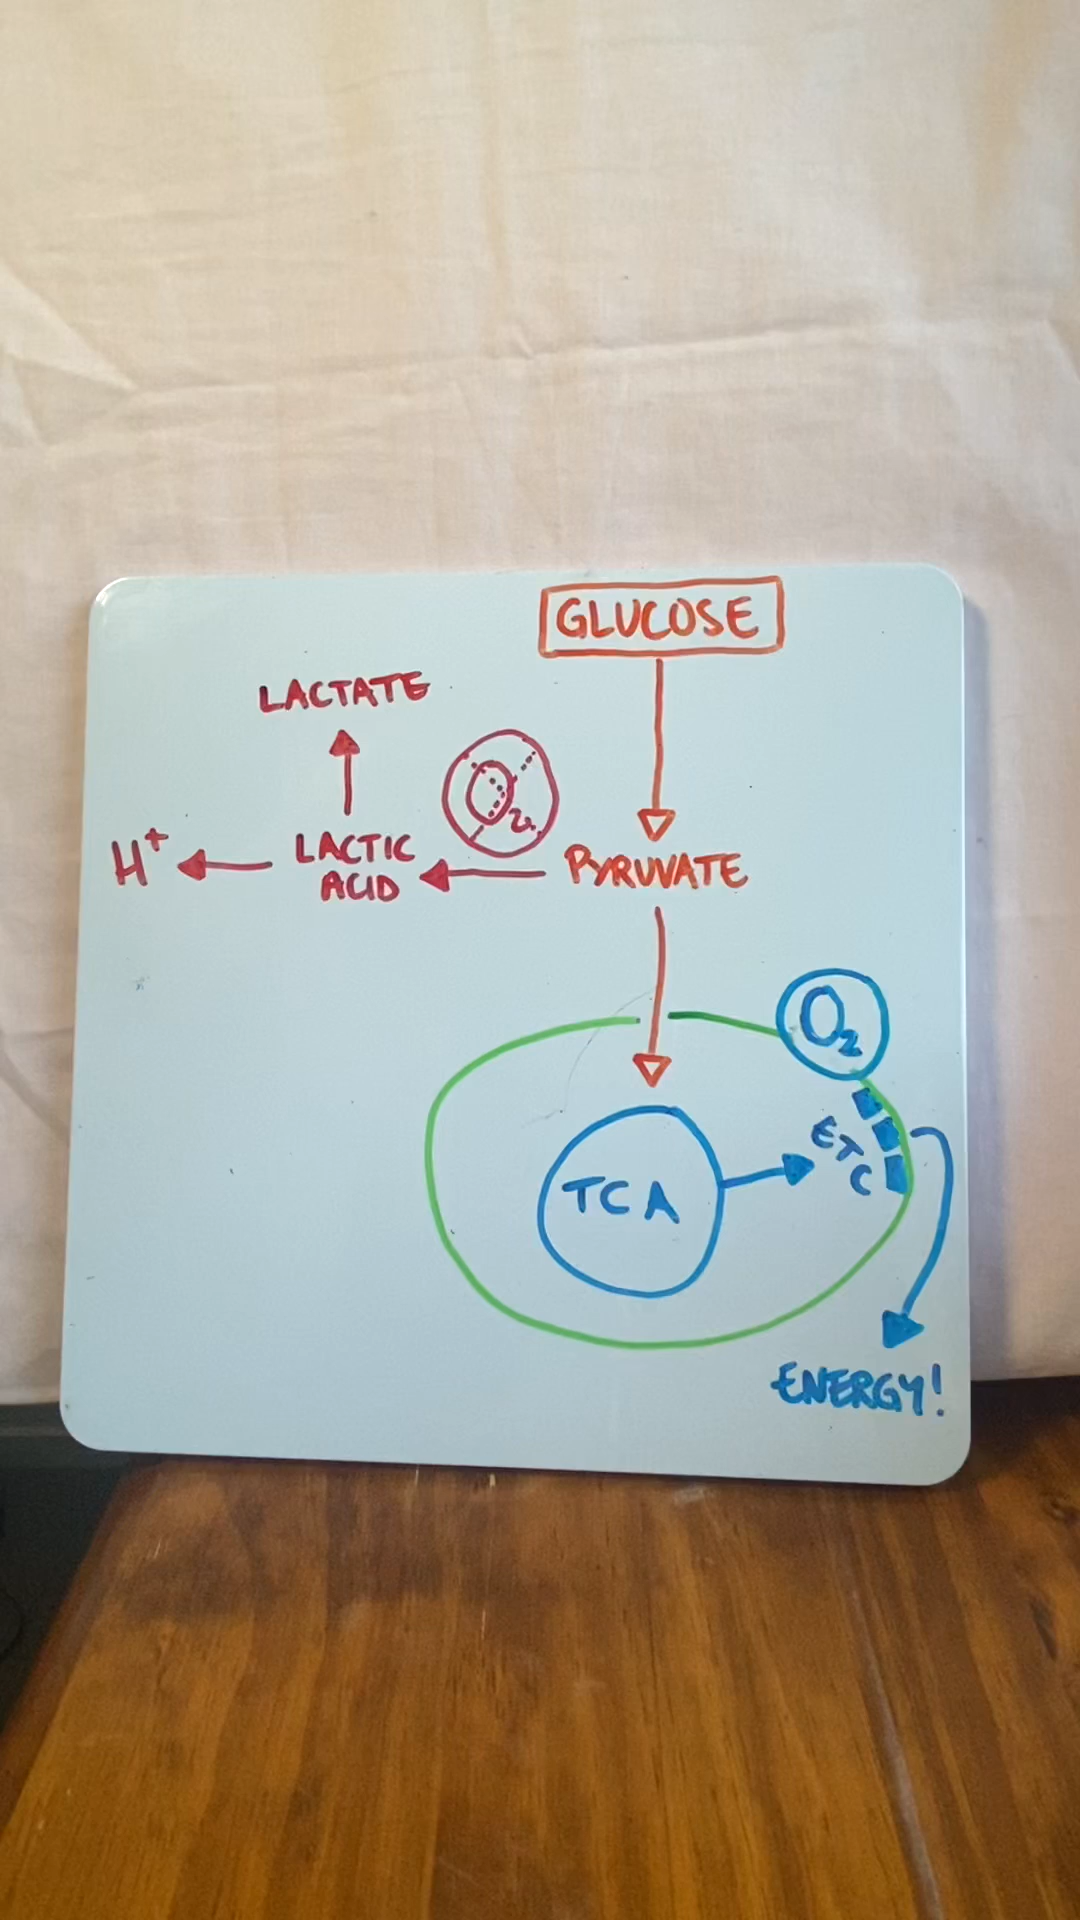 GLUCOSE
LACTATE
O₂
H⁺
LACTIC
ACID
PYRUVATE
O₂
ETC
TCA
ENERGY!